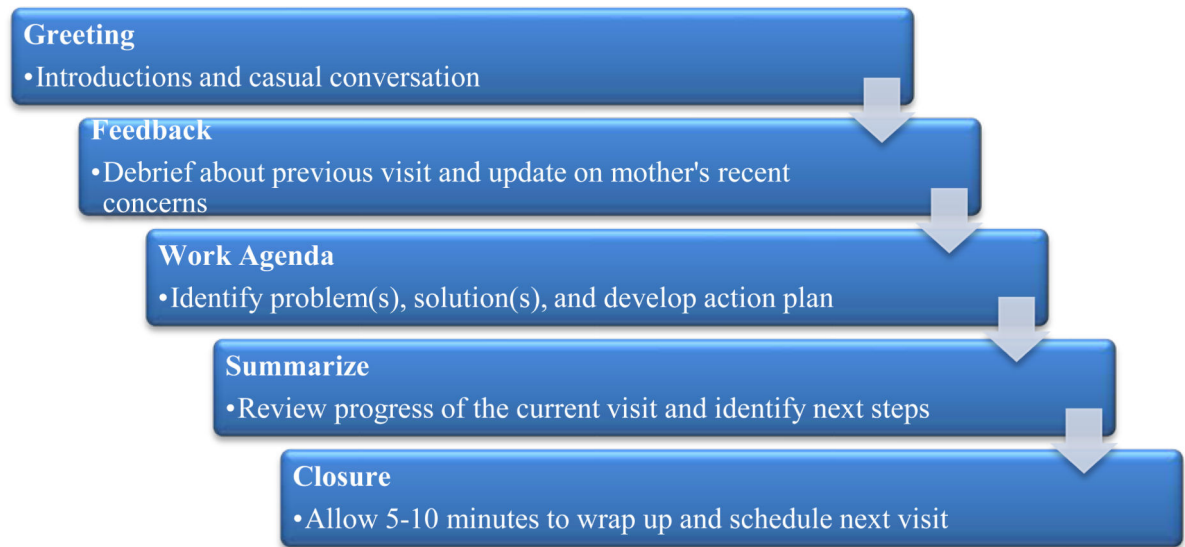 Greeting
•Introductions and casual conversation
Feedback
•Debrief about previous visit and update on mother's recent
concerns
Work Agenda
•Identify problem(s), solution(s), and develop action plan
Summarize
•Review progress of the current visit and identify next steps
Closure
•Allow 5-10 minutes to wrap up and schedule next visit